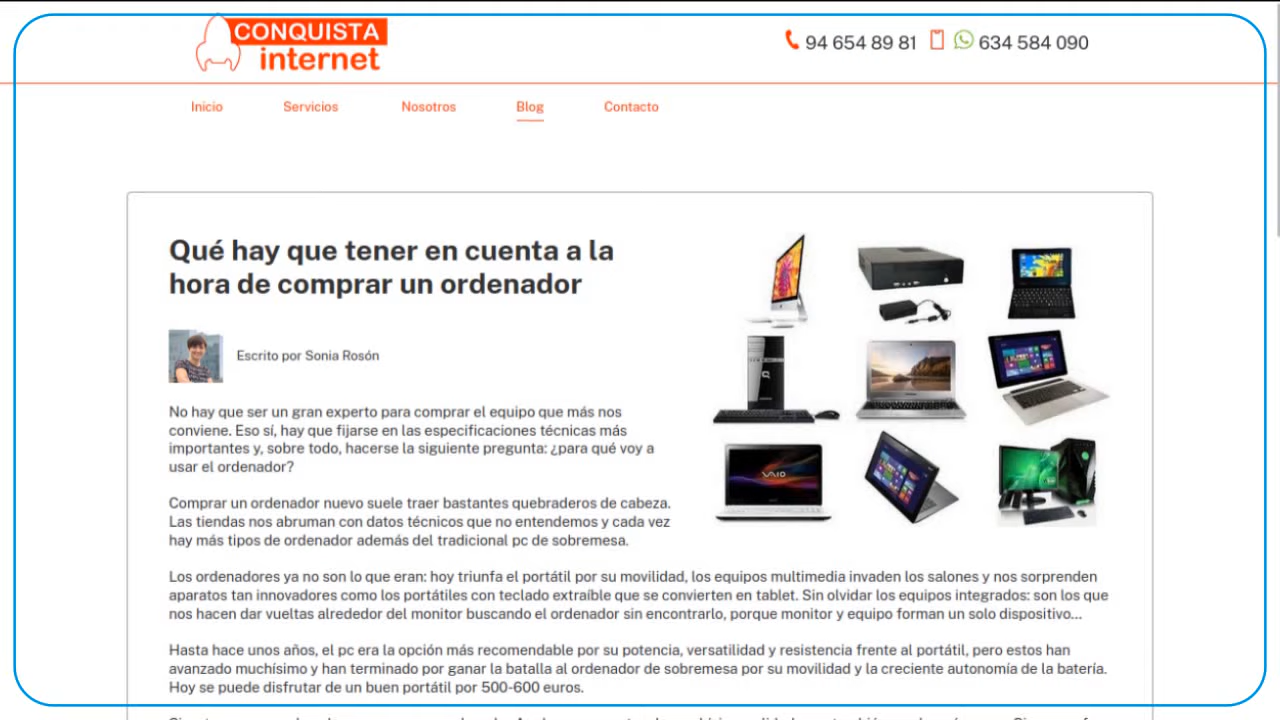 CONQUISTA
internet
94 654 89 81 634 584 090
Inicio Servicios Nosotros Blog Contacto
Qué hay que tener en cuenta a la
hora de comprar un ordenador
Escrito por Sonia Rosón
No hay que ser un gran experto para comprar el equipo que más nos
conviene. Eso sí, hay que fijarse en las especificaciones técnicas más
importantes y, sobre todo, hacerse la siguiente pregunta: ¿para qué voy a
usar el ordenador?
Comprar un ordenador nuevo suele traer bastantes quebraderos de cabeza.
Las tiendas nos abruman con datos técnicos que no entendemos y cada vez
hay más tipos de ordenador además del tradicional pc de sobremesa.
VAIO
Los ordenadores ya no son lo que eran: hoy triunfa el portátil por su movilidad, los equipos multimedia invaden los salones y nos sorprenden
aparatos tan innovadores como los portátiles con teclado extraíble que se convierten en tablet. Sin olvidar los equipos integrados: son los que
nos hacen dar vueltas alrededor del monitor buscando el ordenador sin encontrarlo, porque monitor y equipo forman un solo dispositivo...
Hasta hace unos años, el pc era la opción más recomendable por su potencia, versatilidad y resistencia frente al portátil, pero estos han
avanzado muchísimo y han terminado por ganar la batalla al ordenador de sobremesa por su movilidad y la creciente autonomía de la batería.
Hoy se puede disfrutar de un buen portátil por 500-600 euros.